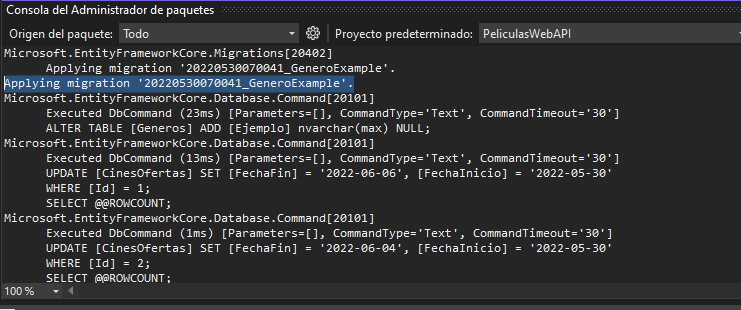 Consola del Administrador de paquetes
Origen del paquete: Todo Proyecto predeterminado: PeliculasWebAPI
Microsoft.EntityFrameworkCore.Migrations[20402]
Applying migration '20220530070041_GeneroExample'.
Applying migration '20220530070041_GeneroExample'.
Microsoft.EntityFrameworkCore.Database.Command[20101]
Executed DbCommand (23ms) [Parameters=[], CommandType='Text', CommandTimeout='30']
ALTER TABLE [Generos] ADD [Ejemplo] nvarchar(max) NULL;
Microsoft.EntityFrameworkCore.Database.Command[20101]
Executed DbCommand (13ms) [Parameters=[], CommandType='Text', CommandTimeout='30']
UPDATE [CinesOfertas] SET [FechaFin] = '2022-06-06', [FechaInicio] = '2022-05-30'
WHERE [Id] = 1;
SELECT @@ROWCOUNT;
Microsoft.EntityFrameworkCore.Database.Command[20101]
Executed DbCommand (1ms) [Parameters=[], CommandType='Text', CommandTimeout='30']
UPDATE [CinesOfertas] SET [FechaFin] = '2022-06-04', [FechaInicio] = '2022-05-30'
WHERE [Id] = 2;
SELECT @@ROWCOUNT;
100 %